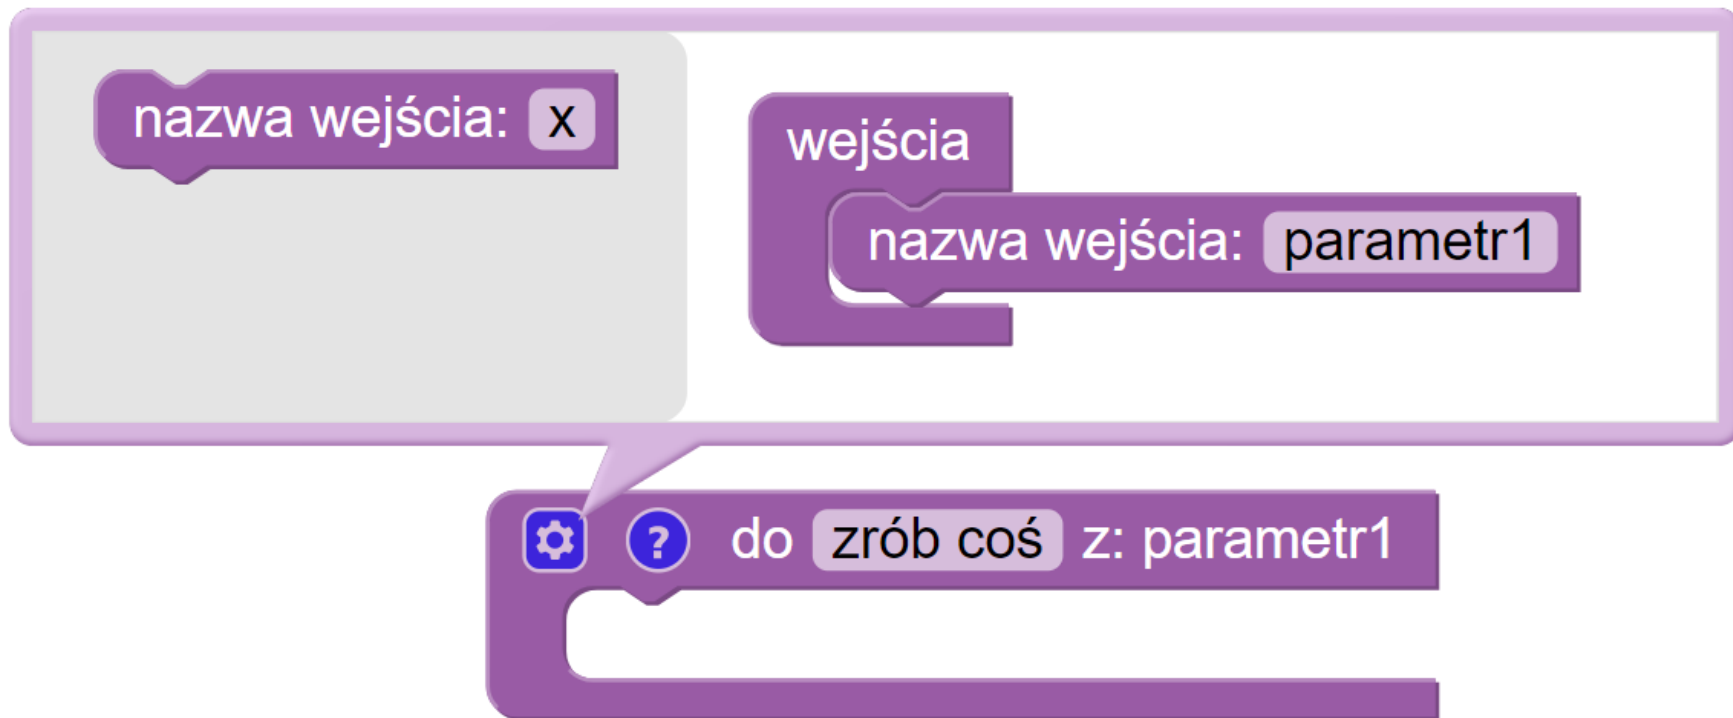 nazwa wejścia: x
wejścia
nazwa wejścia: parametr1
? do zrób coś z: parametr1